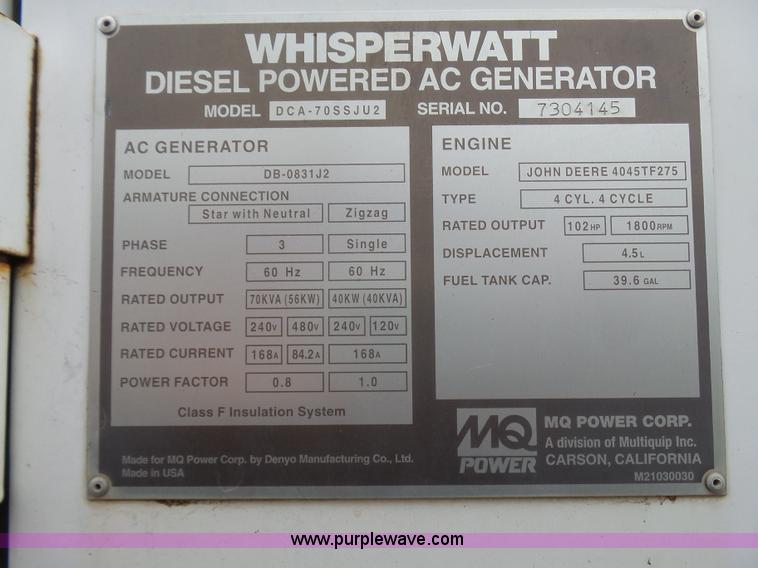 WHISPERWATT
DIESEL POWERED AC GENERATOR
MODEL DCA-70SSJU2 SERIAL NO. 7304145
AC GENERATOR
MODEL DB-0831J2
ARMATURE CONNECTION
Star with Neutral Zigzag
PHASE 3 Single
FREQUENCY 60 Hz 60 Hz
RATED OUTPUT 70KVA (56KW) 40KW (40KVA)
RATED VOLTAGE 240V 480V 240V 120V
RATED CURRENT 168A 84.2A 168A
POWER FACTOR 0.8 1.0
Class F Insulation System
ENGINE
MODEL JOHN DEERE 4045TF275
TYPE 4 CYL. 4 CYCLE
RATED OUTPUT 102HP 1800RPM
DISPLACEMENT 4.5L
FUEL TANK CAP. 39.6 GAL
Made for MQ Power Corp. by Denyo Manufacturing Co., Ltd.
Made in USA
MQ
POWER
MQ POWER CORP.
A division of Multiquip Inc.
CARSON, CALIFORNIA
M21030030
www.purplewave.com